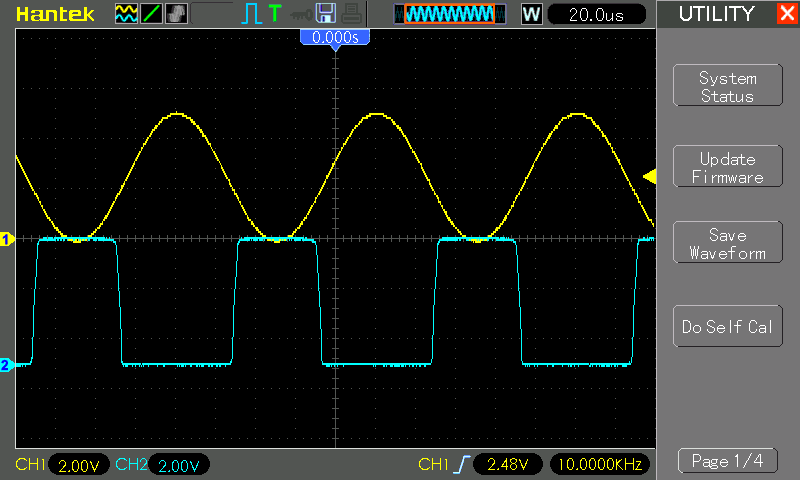 Hantek
T
W
20.0us
UTILITY
0.000s
System
Status
Update
Firmware
Save
Waveform
Do Self Cal
Page 1/4
1
2
CH1 2.00V CH2 2.00V CH1 2.48V 10.0000KHz